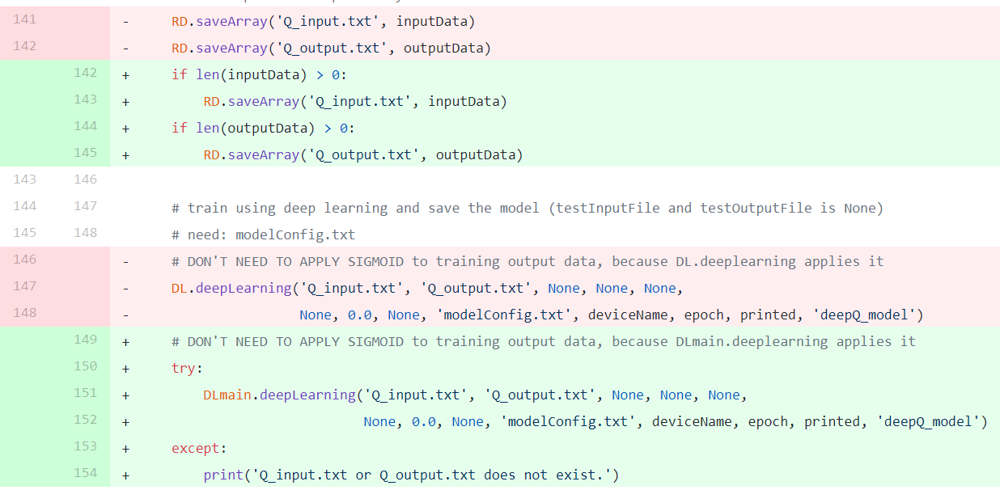 141 - RD.saveArray('Q_input.txt', inputData)
142 - RD.saveArray('Q_output.txt', outputData)
142 + if len(inputData) > 0:
143 + RD.saveArray('Q_input.txt', inputData)
144 + if len(outputData) > 0:
145 + RD.saveArray('Q_output.txt', outputData)
143 146
144 147 # train using deep learning and save the model (testInputFile and testOutputFile is None)
145 148 # need: modelConfig.txt
146 - # DON'T NEED TO APPLY SIGMOID to training output data, because DL.deeplearning applies it
147 - DL.deepLearning('Q_input.txt', 'Q_output.txt', None, None, None,
148 - None, 0.0, None, 'modelConfig.txt', deviceName, epoch, printed, 'deepQ_model')
149 + # DON'T NEED TO APPLY SIGMOID to training output data, because DLmain.deeplearning applies it
150 + try:
151 + DLmain.deepLearning('Q_input.txt', 'Q_output.txt', None, None, None,
152 + None, 0.0, None, 'modelConfig.txt', deviceName, epoch, printed, 'deepQ_model')
153 + except:
154 + print('Q_input.txt or Q_output.txt does not exist.')